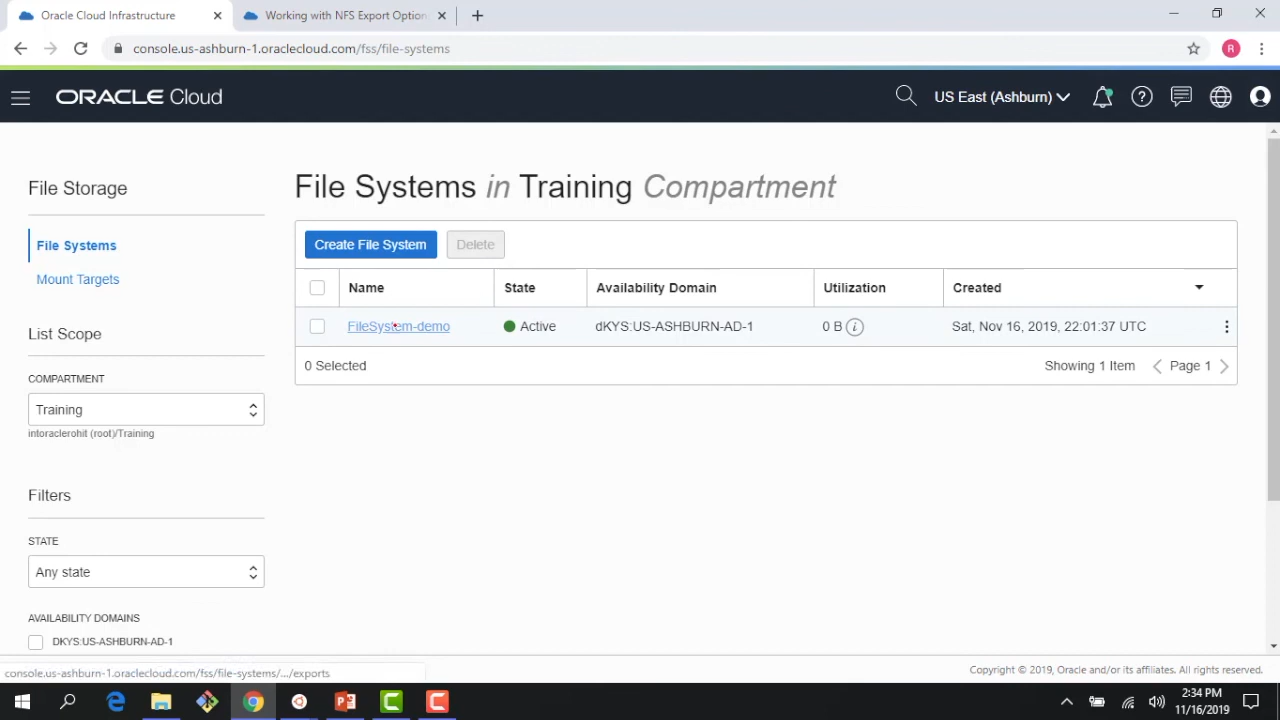 Oracle Cloud Infrastructure
Working with NFS Export Option
console.us-ashburn-1.oraclecloud.com/fss/file-systems
R
ORACLE Cloud
US East (Ashburn)
File Storage
File Systems
Mount Targets
List Scope
COMPARTMENT
Training
intoraclerohit (root)/Training
Filters
STATE
Any state
AVAILABILITY DOMAINS
DKYS:US-ASHBURN-AD-1
File Systems in Training Compartment
Create File System Delete
Name State Availability Domain Utilization Created
FileSystem-demo Active dKYS:US-ASHBURN-AD-1 0 B i Sat, Nov 16, 2019, 22:01:37 UTC
0 Selected Showing 1 Item Page 1
console.us-ashburn-1.oraclecloud.com/fss/file-systems/.../exports
Copyright © 2019, Oracle and/or its affiliates. All rights reserved.
2:34 PM
11/16/2019